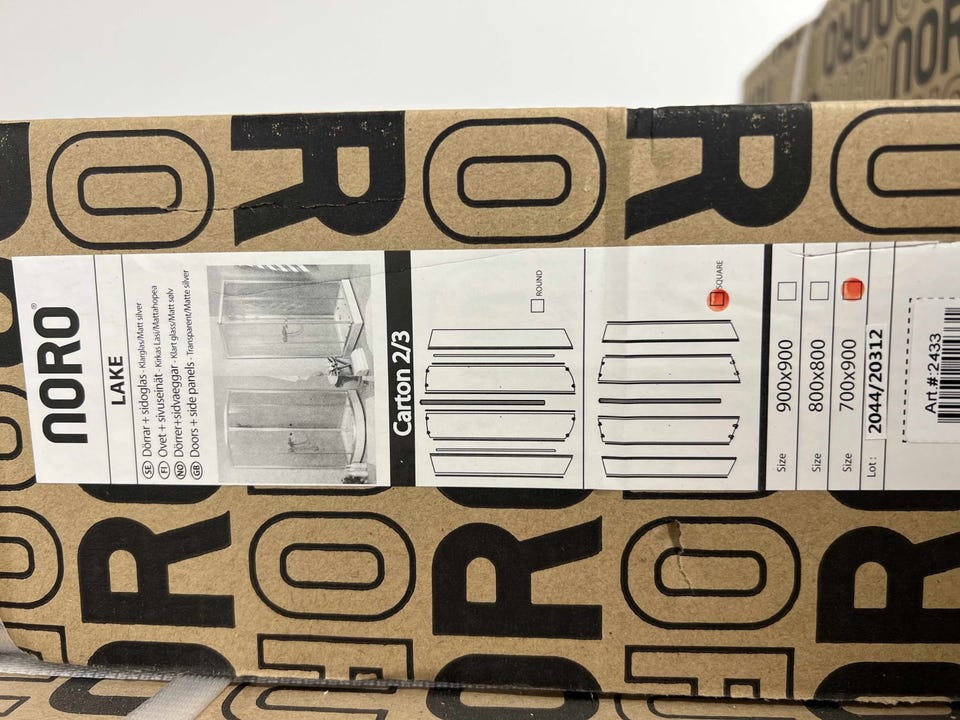 NORO®
LAKE
SE Dörrar + sidoglas - Klarglas/Matt silver
FI Ovet + sivuseinät - Kirkas Lasi/Mattahopea
NO Dörrer+sidvaeggar - Klart glass/Matt sølv
GB Doors + side panels - Transparent/Matte silver
Carton 2/3
ROUND
SQUARE
Size 900x900
Size 800x800
Size 700x900
Lot: 2044/20312
Art.#:2433